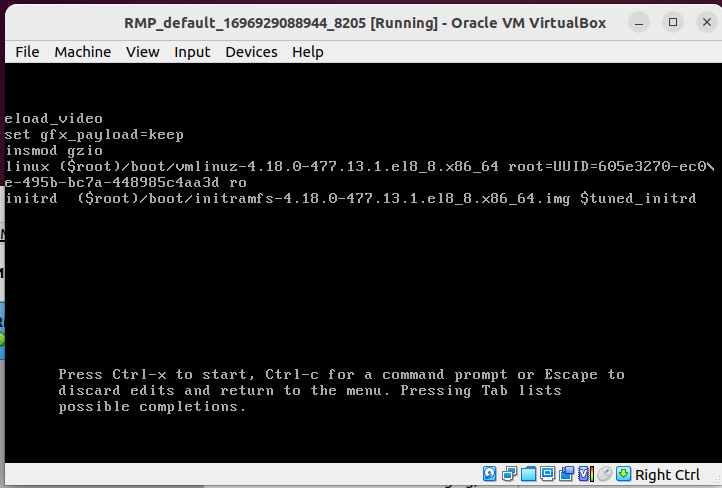 RMP_default_1696929088944_8205 [Running] - Oracle VM VirtualBox
File Machine View Input Devices Help
eload_video
set gfx_payload=keep
insmod gzio
linux ($root)/boot/vmlinuz-4.18.0-477.13.1.el8_8.x86_64 root=UUID=605e3270-ec0\
e-495b-bc7a-448985c4aa3d ro
initrd  ($root)/boot/initramfs-4.18.0-477.13.1.el8_8.x86_64.img $tuned_initrd
Press Ctrl-x to start, Ctrl-c for a command prompt or Escape to
discard edits and return to the menu. Pressing Tab lists
possible completions.
Right Ctrl